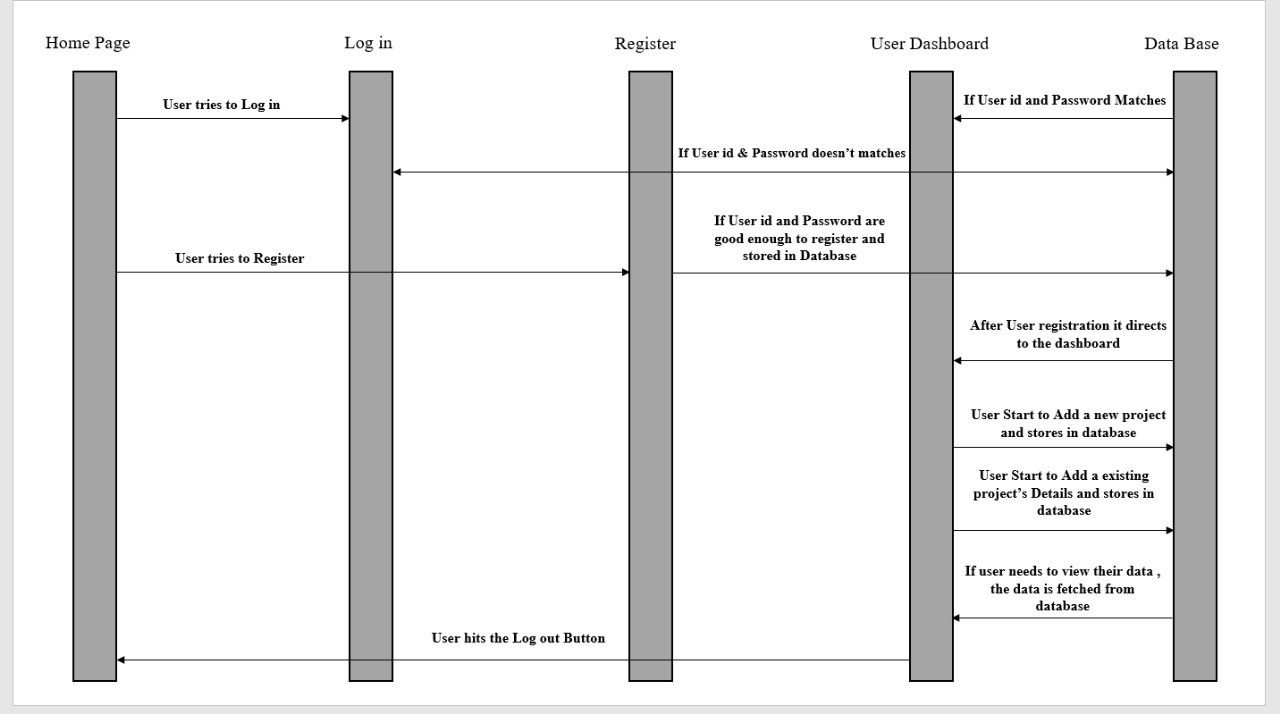 Home Page
Log in
Register
User Dashboard
Data Base
User tries to Log in
If User id and Password Matches
If User id & Password doesn’t matches
If User id and Password are
good enough to register and
stored in Database
User tries to Register
After User registration it directs
to the dashboard
User Start to Add a new project
and stores in database
User Start to Add a existing
project’s Details and stores in
database
If user needs to view their data ,
the data is fetched from
database
User hits the Log out Button